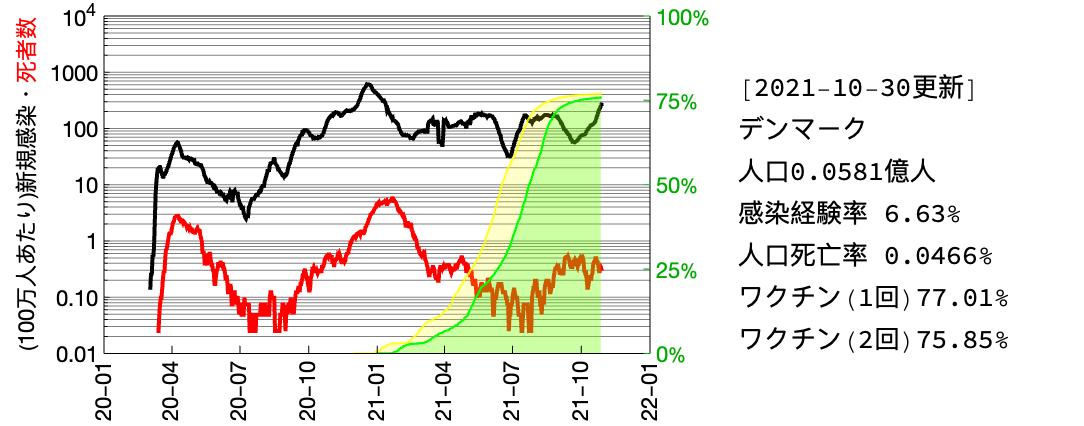 (100万人あたり)新規感染・死者数
10⁴
1000
100
10
1
0.10
0.01
100%
75%
50%
25%
0%
20-01
20-04
20-07
20-10
21-01
21-04
21-07
21-10
22-01
[2021-10-30更新]
デンマーク
人口0.0581億人
感染経験率 6.63%
人口死亡率 0.0466%
ワクチン(1回)77.01%
ワクチン(2回)75.85%